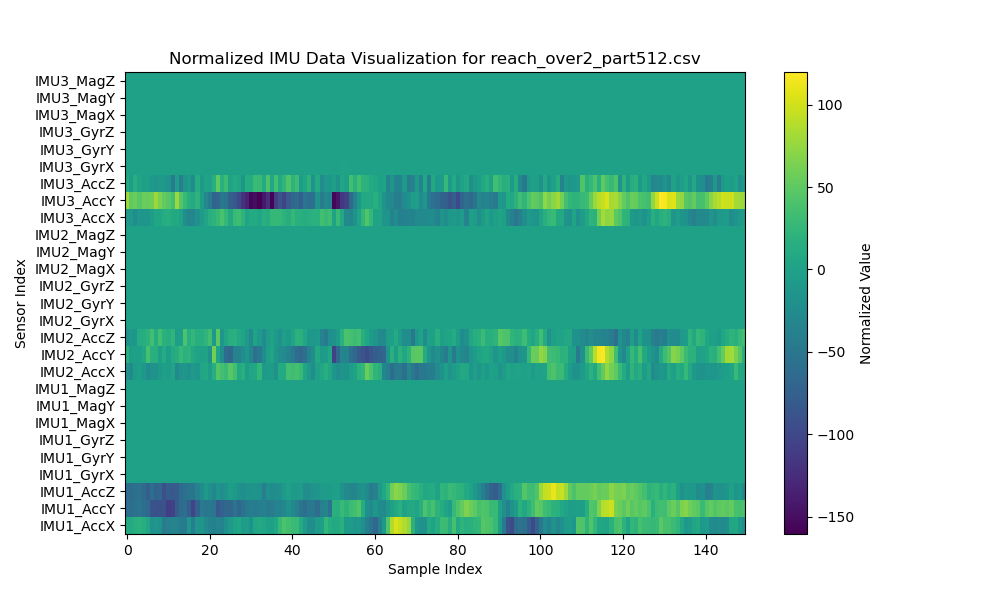 Normalized IMU Data Visualization for reach_over2_part512.csv
IMU3_MagZ
IMU3_MagY
IMU3_MagX
IMU3_GyrZ
IMU3_GyrY
IMU3_GyrX
IMU3_AccZ
IMU3_AccY
IMU3_AccX
IMU2_MagZ
IMU2_MagY
IMU2_MagX
IMU2_GyrZ
IMU2_GyrY
IMU2_GyrX
IMU2_AccZ
IMU2_AccY
IMU2_AccX
IMU1_MagZ
IMU1_MagY
IMU1_MagX
IMU1_GyrZ
IMU1_GyrY
IMU1_GyrX
IMU1_AccZ
IMU1_AccY
IMU1_AccX
Sensor Index
0 20 40 60 80 100 120 140
Sample Index
100
50
0
−50
−100
−150
Normalized Value